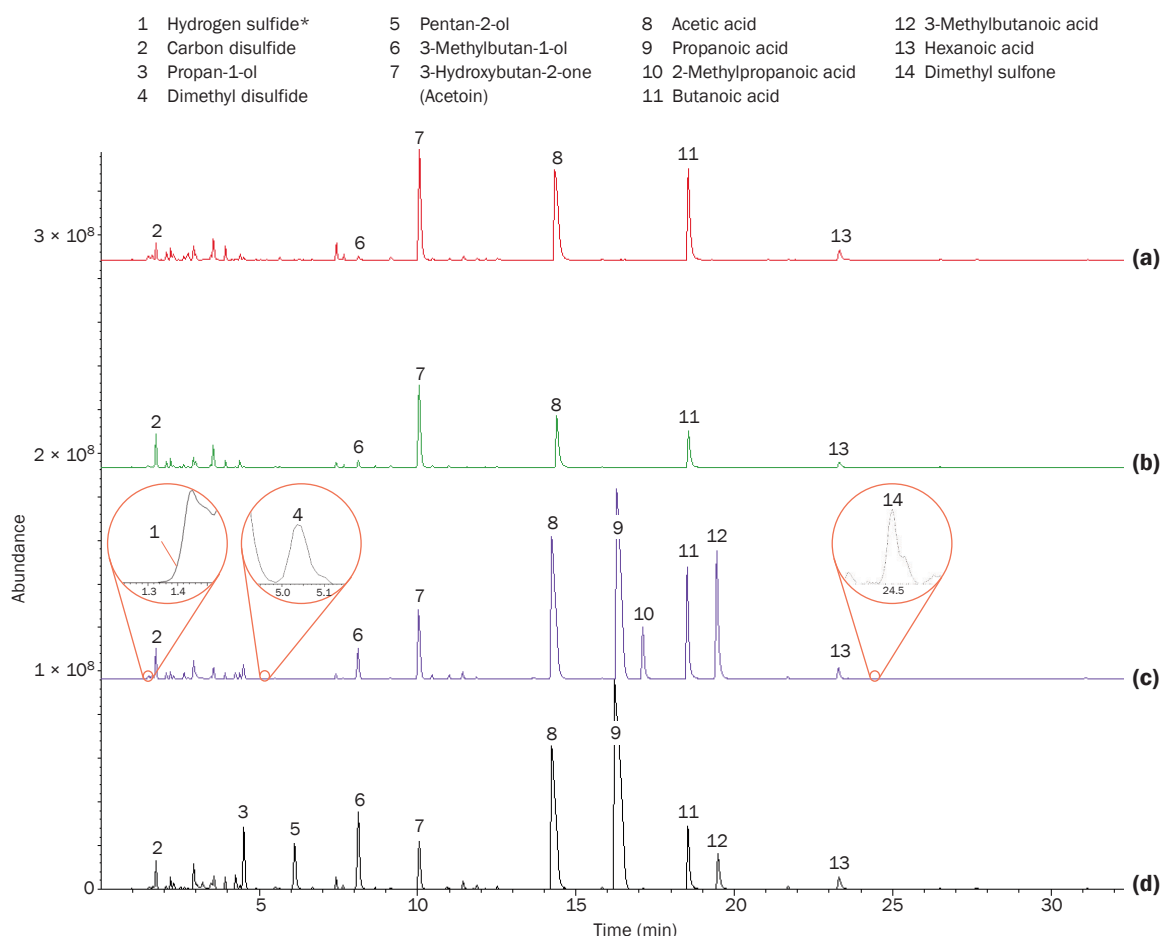 1 Hydrogen sulfide*
2 Carbon disulfide
3 Propan-1-ol
4 Dimethyl disulfide
5 Pentan-2-ol
6 3-Methylbutan-1-ol
7 3-Hydroxybutan-2-one
(Acetoin)
8 Acetic acid
9 Propanoic acid
10 2-Methylpropanoic acid
11 Butanoic acid
12 3-Methylbutanoic acid
13 Hexanoic acid
14 Dimethyl sulfone
7
8
11
2
6
13
3 × 10⁸
(a)
7
8
11
2
6
13
2 × 10⁸
(b)
1
1.3 1.4
4
5.0 5.1
14
24.5
8
9
11
12
7
10
2
6
13
1 × 10⁸
(c)
8
9
3
5
6
7
11
12
2
13
0
(d)
5 10 15 20 25 30
Time (min)
Abundance